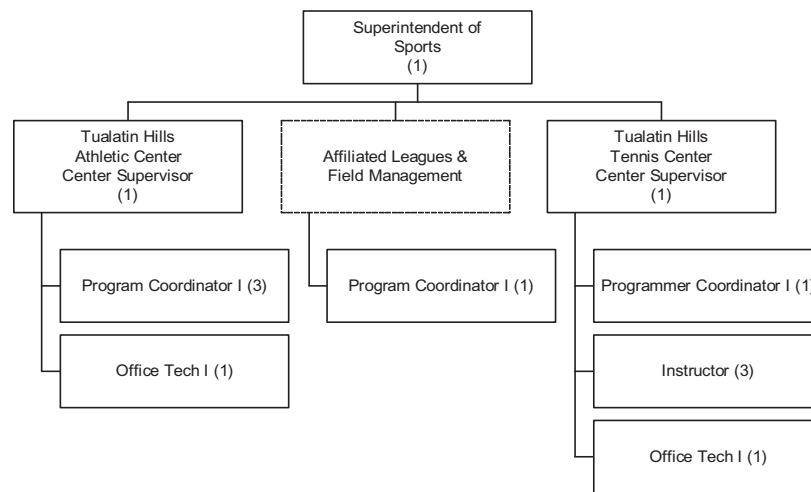 Superintendent of
Sports
(1)
Tualatin Hills
Athletic Center
Center Supervisor
(1)
Affiliated Leagues &
Field Management
Tualatin Hills
Tennis Center
Center Supervisor
(1)
Program Coordinator I (3)
Program Coordinator I (1)
Programmer Coordinator I (1)
Office Tech I (1)
Instructor (3)
Office Tech I (1)